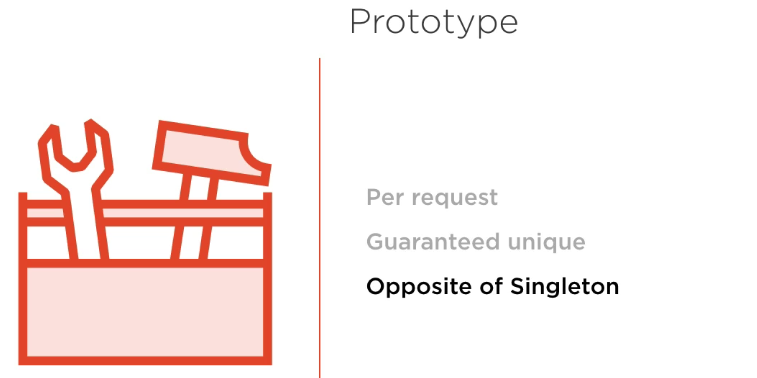 Prototype
Per request
Guaranteed unique
Opposite of Singleton